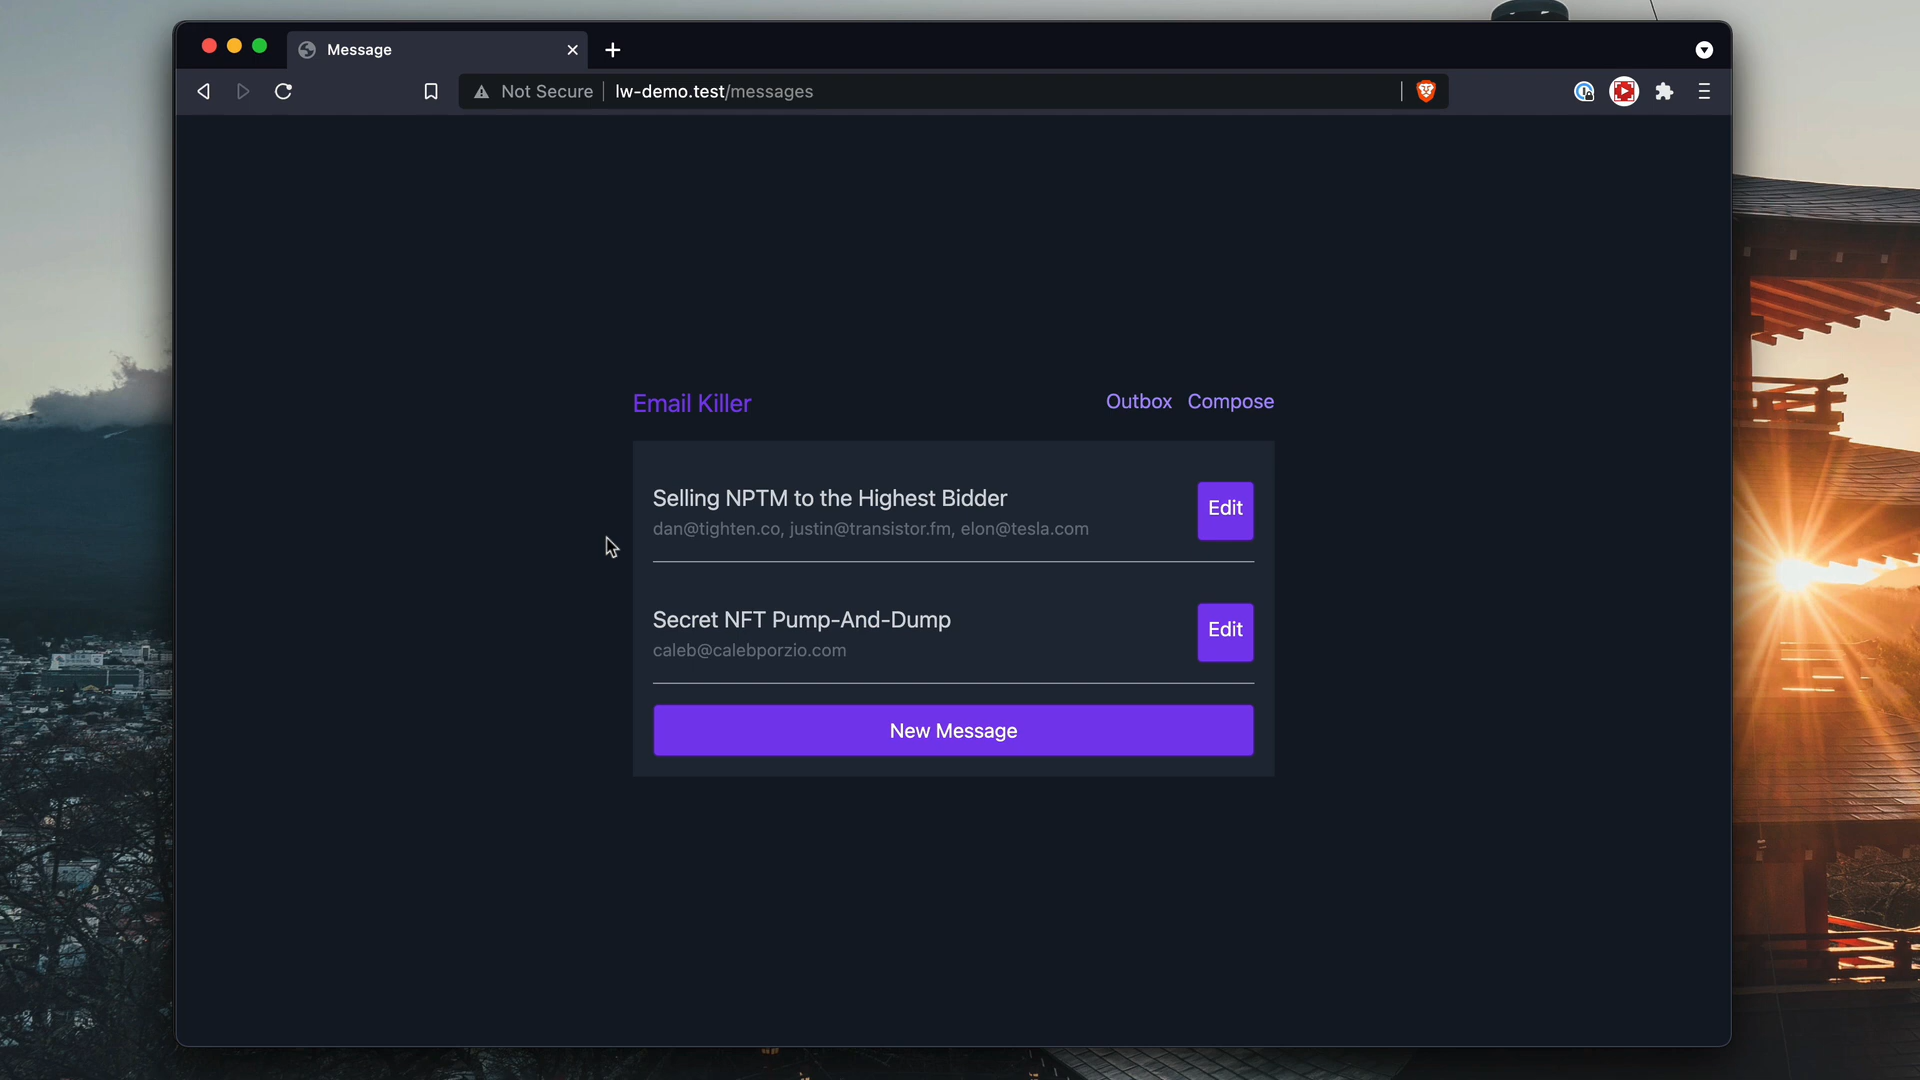 Message
Not Secure lw-demo.test/messages
Email Killer
Outbox Compose
Selling NPTM to the Highest Bidder
dan@tighten.co, justin@transistor.fm, elon@tesla.com
Edit
Secret NFT Pump-And-Dump
caleb@calebporzio.com
Edit
New Message